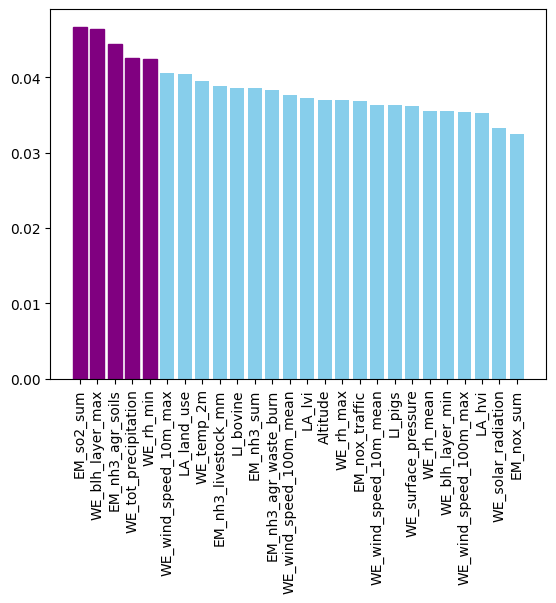 0.04
0.03
0.02
0.01
0.00
EM_so2_sum
WE_blh_layer_max
EM_nh3_agr_soils
WE_tot_precipitation
WE_rh_min
WE_wind_speed_10m_max
LA_land_use
WE_temp_2m
EM_nh3_livestock_mm
LI_bovine
EM_nh3_sum
EM_nh3_agr_waste_burn
WE_wind_speed_100m_mean
LA_lvi
Altitude
WE_rh_max
EM_nox_traffic
WE_wind_speed_10m_mean
LI_pigs
WE_surface_pressure
WE_rh_mean
WE_blh_layer_min
WE_wind_speed_100m_max
LA_hvi
WE_solar_radiation
EM_nox_sum